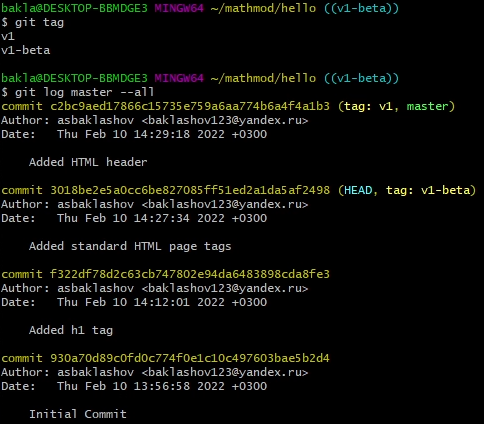 bakla@DESKTOP-BBMDGE3 MINGW64 ~/mathmod/hello ((v1-beta))
$ git tag
v1
v1-beta
bakla@DESKTOP-BBMDGE3 MINGW64 ~/mathmod/hello ((v1-beta))
$ git log master --all
commit c2bc9aed17866c15735e759a6aa774b6a4f4a1b3 (tag: v1, master)
Author: asbaklashov <baklashov123@yandex.ru>
Date:   Thu Feb 10 14:29:18 2022 +0300
    Added HTML header
commit 3018be2e5a0cc6be827085ff51ed2a1da5af2498 (HEAD, tag: v1-beta)
Author: asbaklashov <baklashov123@yandex.ru>
Date:   Thu Feb 10 14:27:34 2022 +0300
    Added standard HTML page tags
commit f322df78d2c63cb747802e94da6483898cda8fe3
Author: asbaklashov <baklashov123@yandex.ru>
Date:   Thu Feb 10 14:12:01 2022 +0300
    Added h1 tag
commit 930a70d89c0fd0c774f0e1c10c497603bae5b2d4
Author: asbaklashov <baklashov123@yandex.ru>
Date:   Thu Feb 10 13:56:58 2022 +0300
    Initial Commit